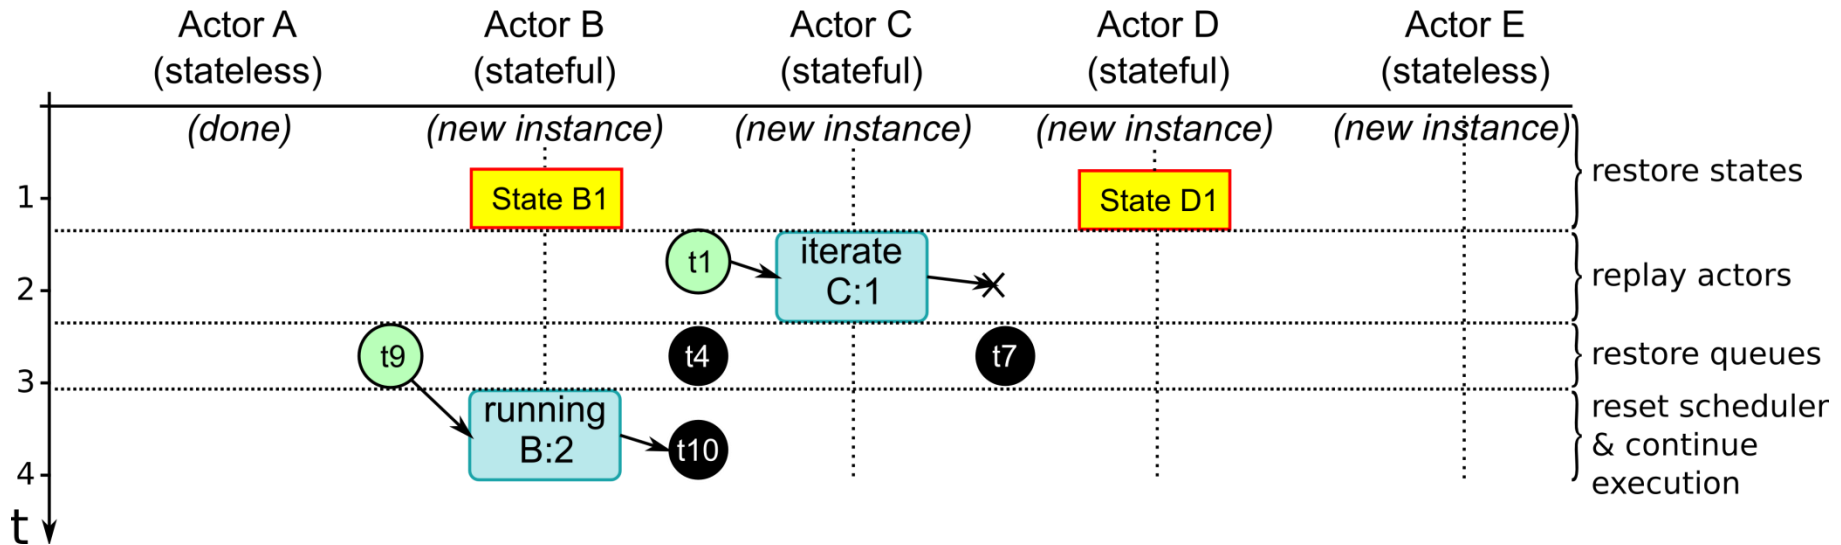 Actor A
(stateless)
Actor B
(stateful)
Actor C
(stateful)
Actor D
(stateful)
Actor E
(stateless)
(done)
(new instance)
(new instance)
(new instance)
(new instance)
restore states
1
State B1
State D1
t1
iterate
C:1
2
replay actors
t9
t4
t7
restore queues
3
running
B:2
t10
reset scheduler
& continue
execution
4
t